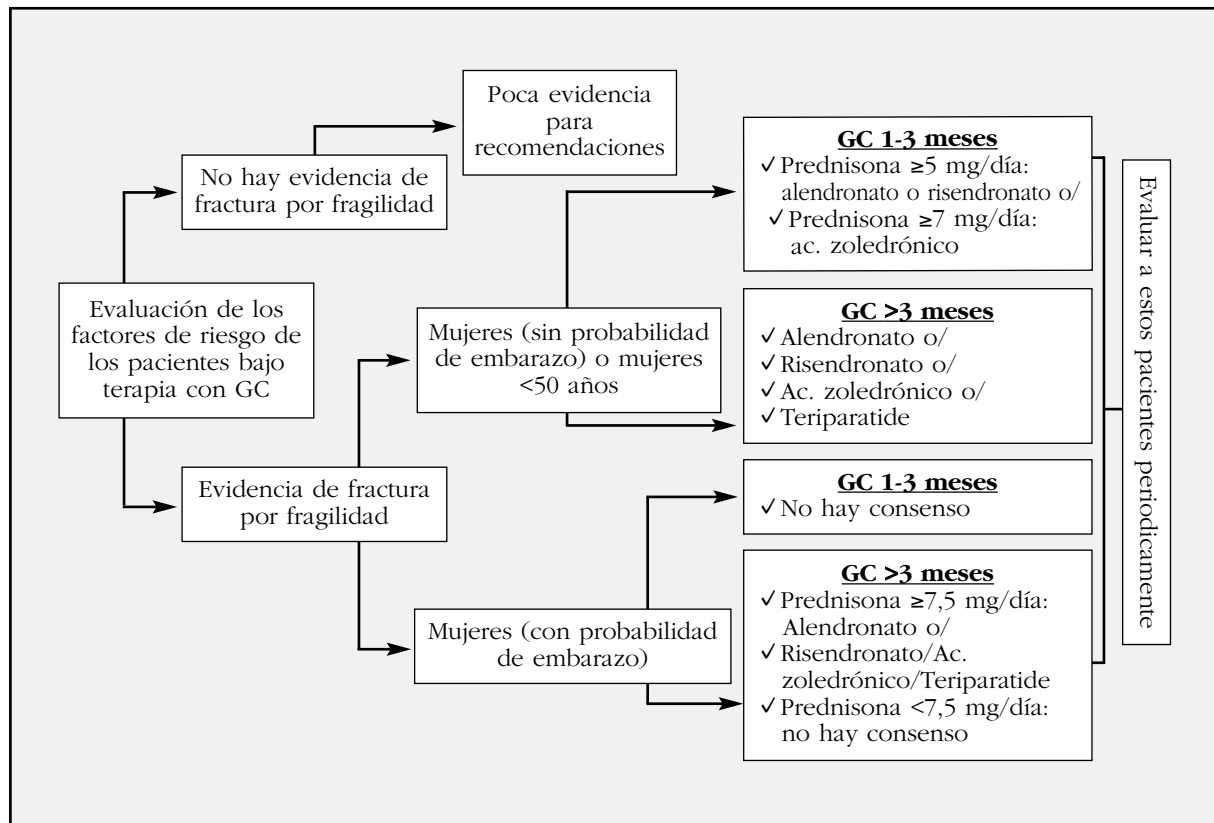 Poca evidencia
para
recomendaciones
No hay evidencia de
fractura por fragilidad
Evaluación de los
factores de riesgo de
los pacientes bajo
terapia con GC
Evidencia de fractura
por fragilidad
Mujeres (sin probabilidad
de embarazo) o mujeres
<50 años
Mujeres (con probabilidad
de embarazo)
GC 1-3 meses
✓ Prednisona ≥5 mg/día:
alendronato o risendronato o/
✓ Prednisona ≥7 mg/día:
ac. zoledrónico
GC >3 meses
✓ Alendronato o/
✓ Risendronato o/
✓ Ac. zoledrónico o/
✓ Teriparatide
GC 1-3 meses
✓ No hay consenso
GC >3 meses
✓ Prednisona ≥7,5 mg/día:
Alendronato o/
✓ Risendronato/Ac.
zoledrónico/Teriparatide
✓ Prednisona <7,5 mg/día:
no hay consenso
Evaluar a estos pacientes periodicamente